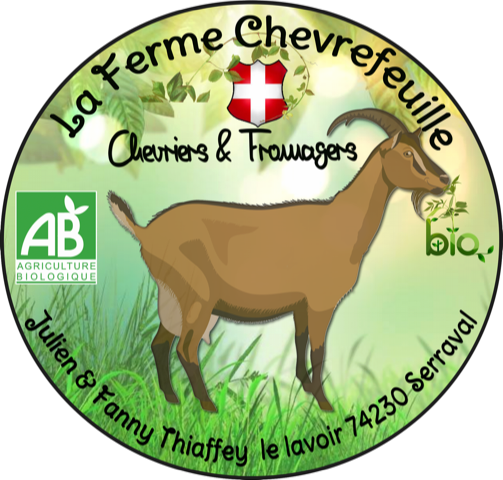 La Ferme Chevrefeuille
Chevriers & Fromagers
AB
AGRICULTURE
BIOLOGIQUE
bio
Julien & Fanny Thiaffey le lavoir 74230 Serraval